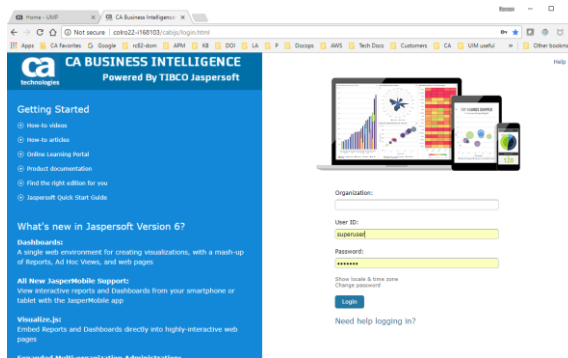 Home - UMP
CA Business Intelligence
Not secure | colro22-i168103/cabijs/login.html
Apps CA Favorites Google rc82-dom APM KB DOI LA P Docops AWS Tech Docs Customers CA UIM useful » Other bookm
ca technologies
CA BUSINESS INTELLIGENCE
Powered By TIBCO Jaspersoft
Help
Getting Started
How-to videos
How-to articles
Online Learning Portal
Product documentation
Find the right edition for you
Jaspersoft Quick Start Guide
What's new in Jaspersoft Version 6?
Dashboards:
A single web environment for creating visualizations, with a mash-up
of Reports, Ad Hoc Views, and web pages
All New JasperMobile Support:
View interactive reports and Dashboards from your smartphone or
tablet with the JasperMobile app
Visualize.js:
Embed Reports and Dashboards directly into highly-interactive web
pages
Expanded Multi-organization Administration:
Organization:
User ID:
superuser
Password:
•••••••
Show locale & time zone
Change password
Login
Need help logging in?